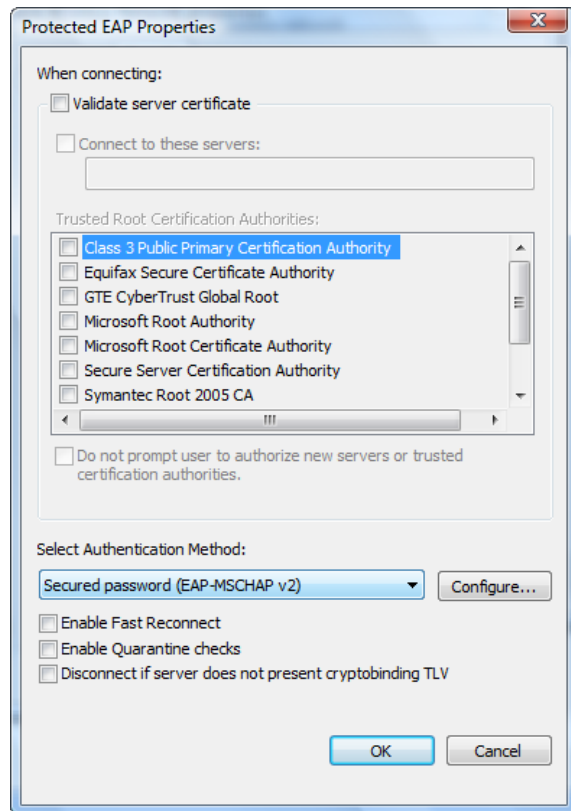 Protected EAP Properties
When connecting:
Validate server certificate
Connect to these servers:
Trusted Root Certification Authorities:
Class 3 Public Primary Certification Authority
Equifax Secure Certificate Authority
GTE CyberTrust Global Root
Microsoft Root Authority
Microsoft Root Certificate Authority
Secure Server Certification Authority
Symantec Root 2005 CA
Do not prompt user to authorize new servers or trusted
certification authorities.
Select Authentication Method:
Secured password (EAP-MSCHAP v2)
Configure...
Enable Fast Reconnect
Enable Quarantine checks
Disconnect if server does not present cryptobinding TLV
OK
Cancel